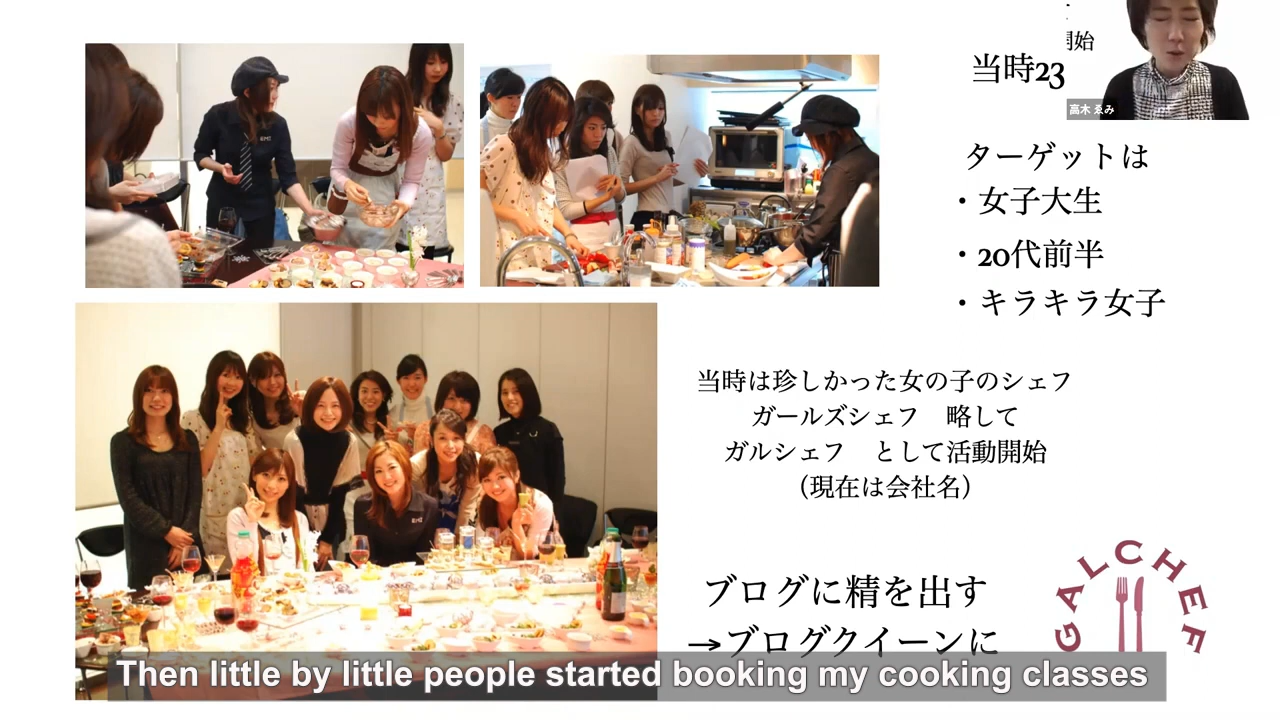 開始
当時23
高木 ゑみ
ターゲットは
・女子大生
・20代前半
・キラキラ女子
当時は珍しかった女の子のシェフ
ガールズシェフ 略して
ガルシェフ として活動開始
（現在は会社名）
ブログに精を出す
→ブログクイーンに
GALCHEF
Then little by little people started booking my cooking classes